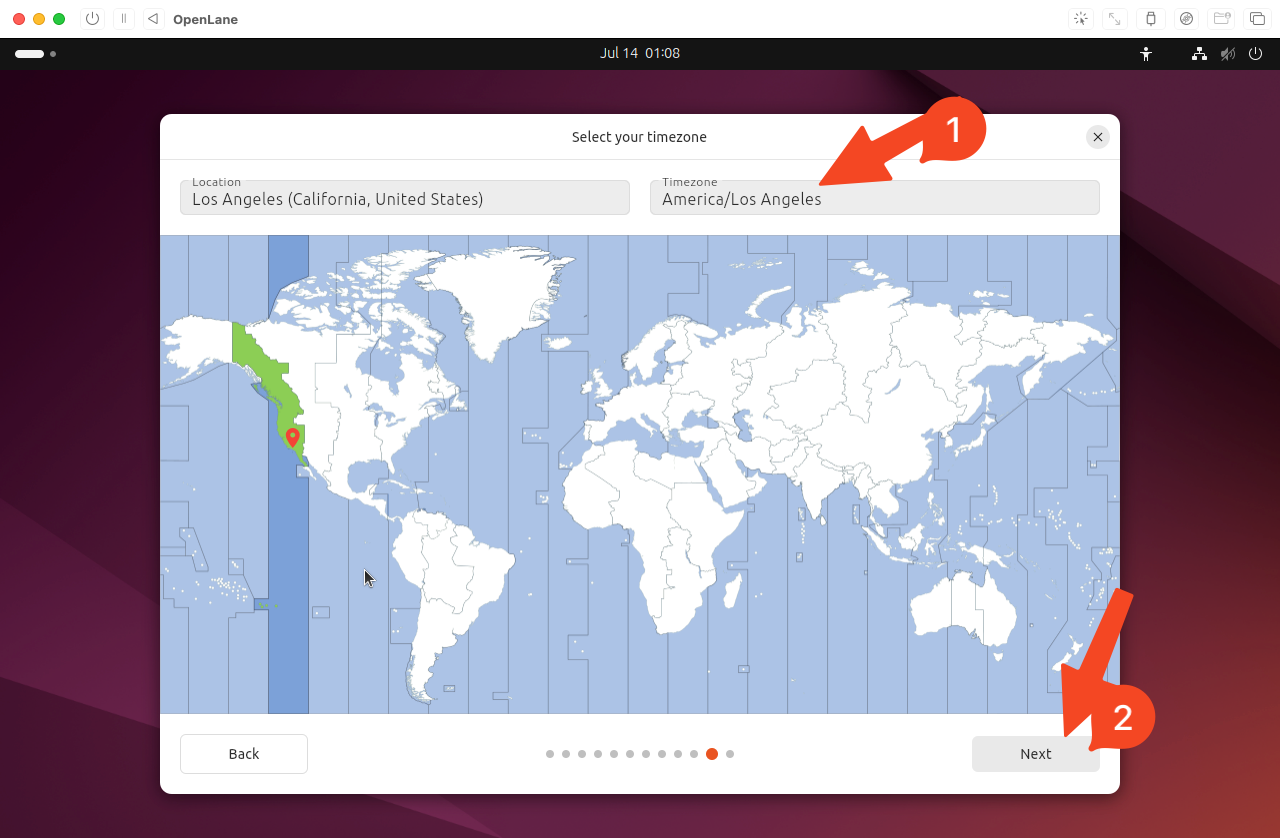 OpenLane
Jul 14 01:08
Select your timezone
1
Location
Los Angeles (California, United States)
Timezone
America/Los Angeles
2
Back
Next